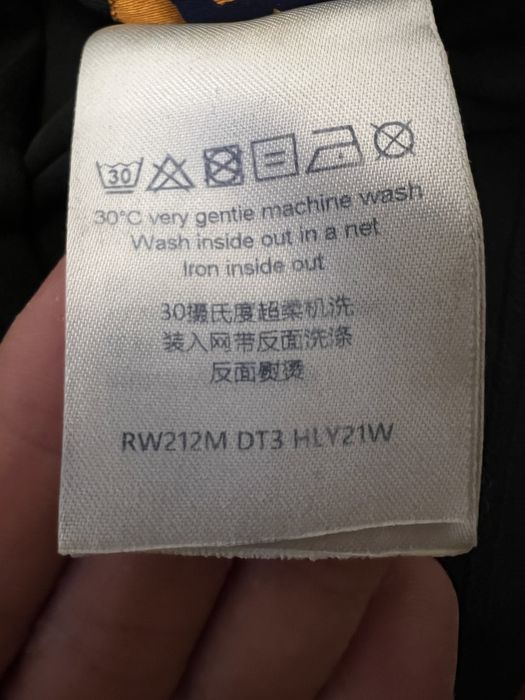 30
30°C very gentie machine wash
Wash inside out in a net
Iron inside out
30摄氏度超柔机洗
装入网带反面洗涤
反面熨烫
RW212M DT3 HLY21W